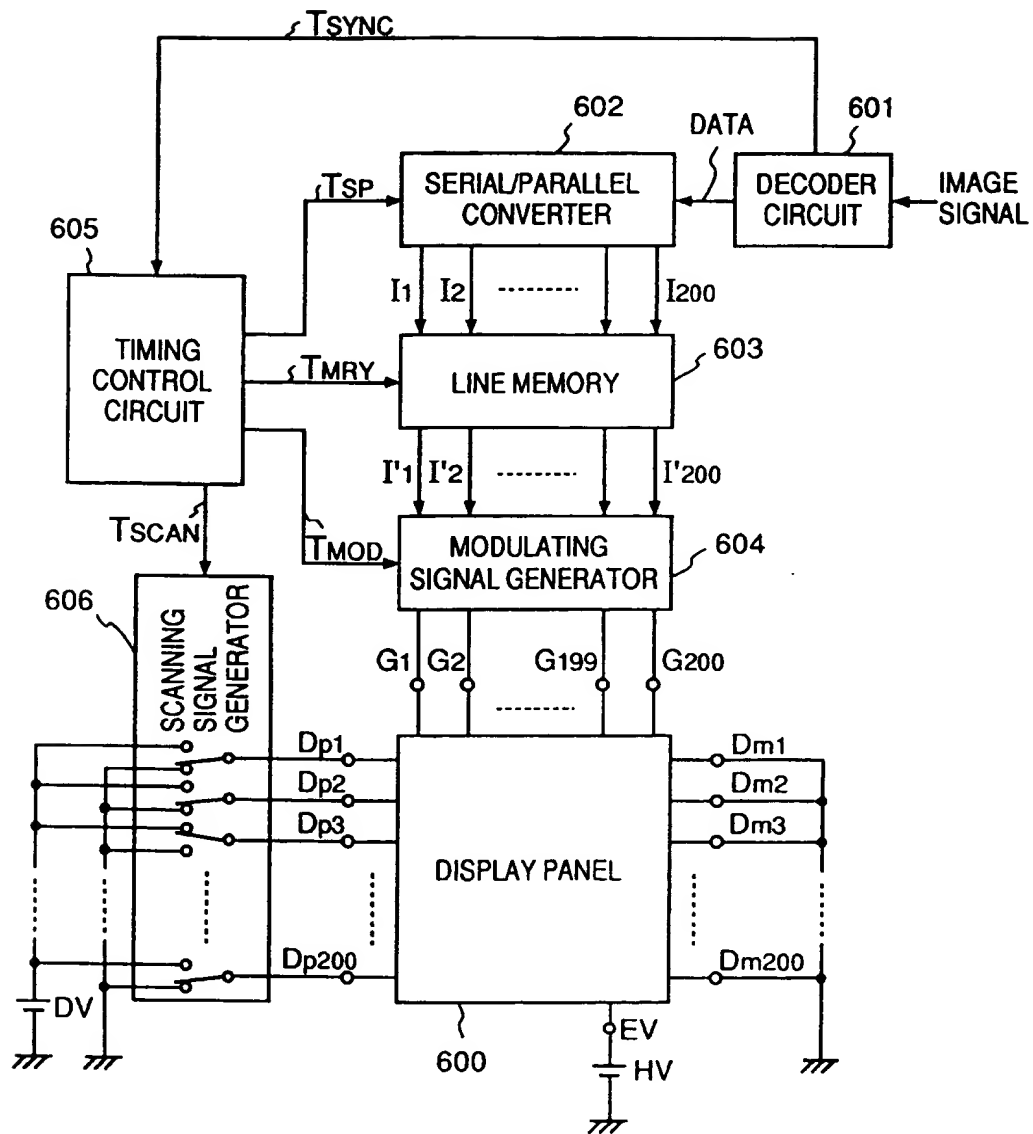 TSYNC
602
DATA
601
SERIAL/PARALLEL
CONVERTER
DECODER
CIRCUIT
IMAGE
SIGNAL
TSP
605
I1 I2 I200
TIMING
CONTROL
CIRCUIT
TMRY
LINE MEMORY
603
I'1 I'2 I'200
TSCAN
TMOD
MODULATING
SIGNAL GENERATOR
604
606
SCANNING
SIGNAL
GENERATOR
G1 G2 G199 G200
Dp1 Dm1
Dp2 Dm2
Dp3 Dm3
DISPLAY PANEL
Dp200 Dm200
DV
600
EV
HV